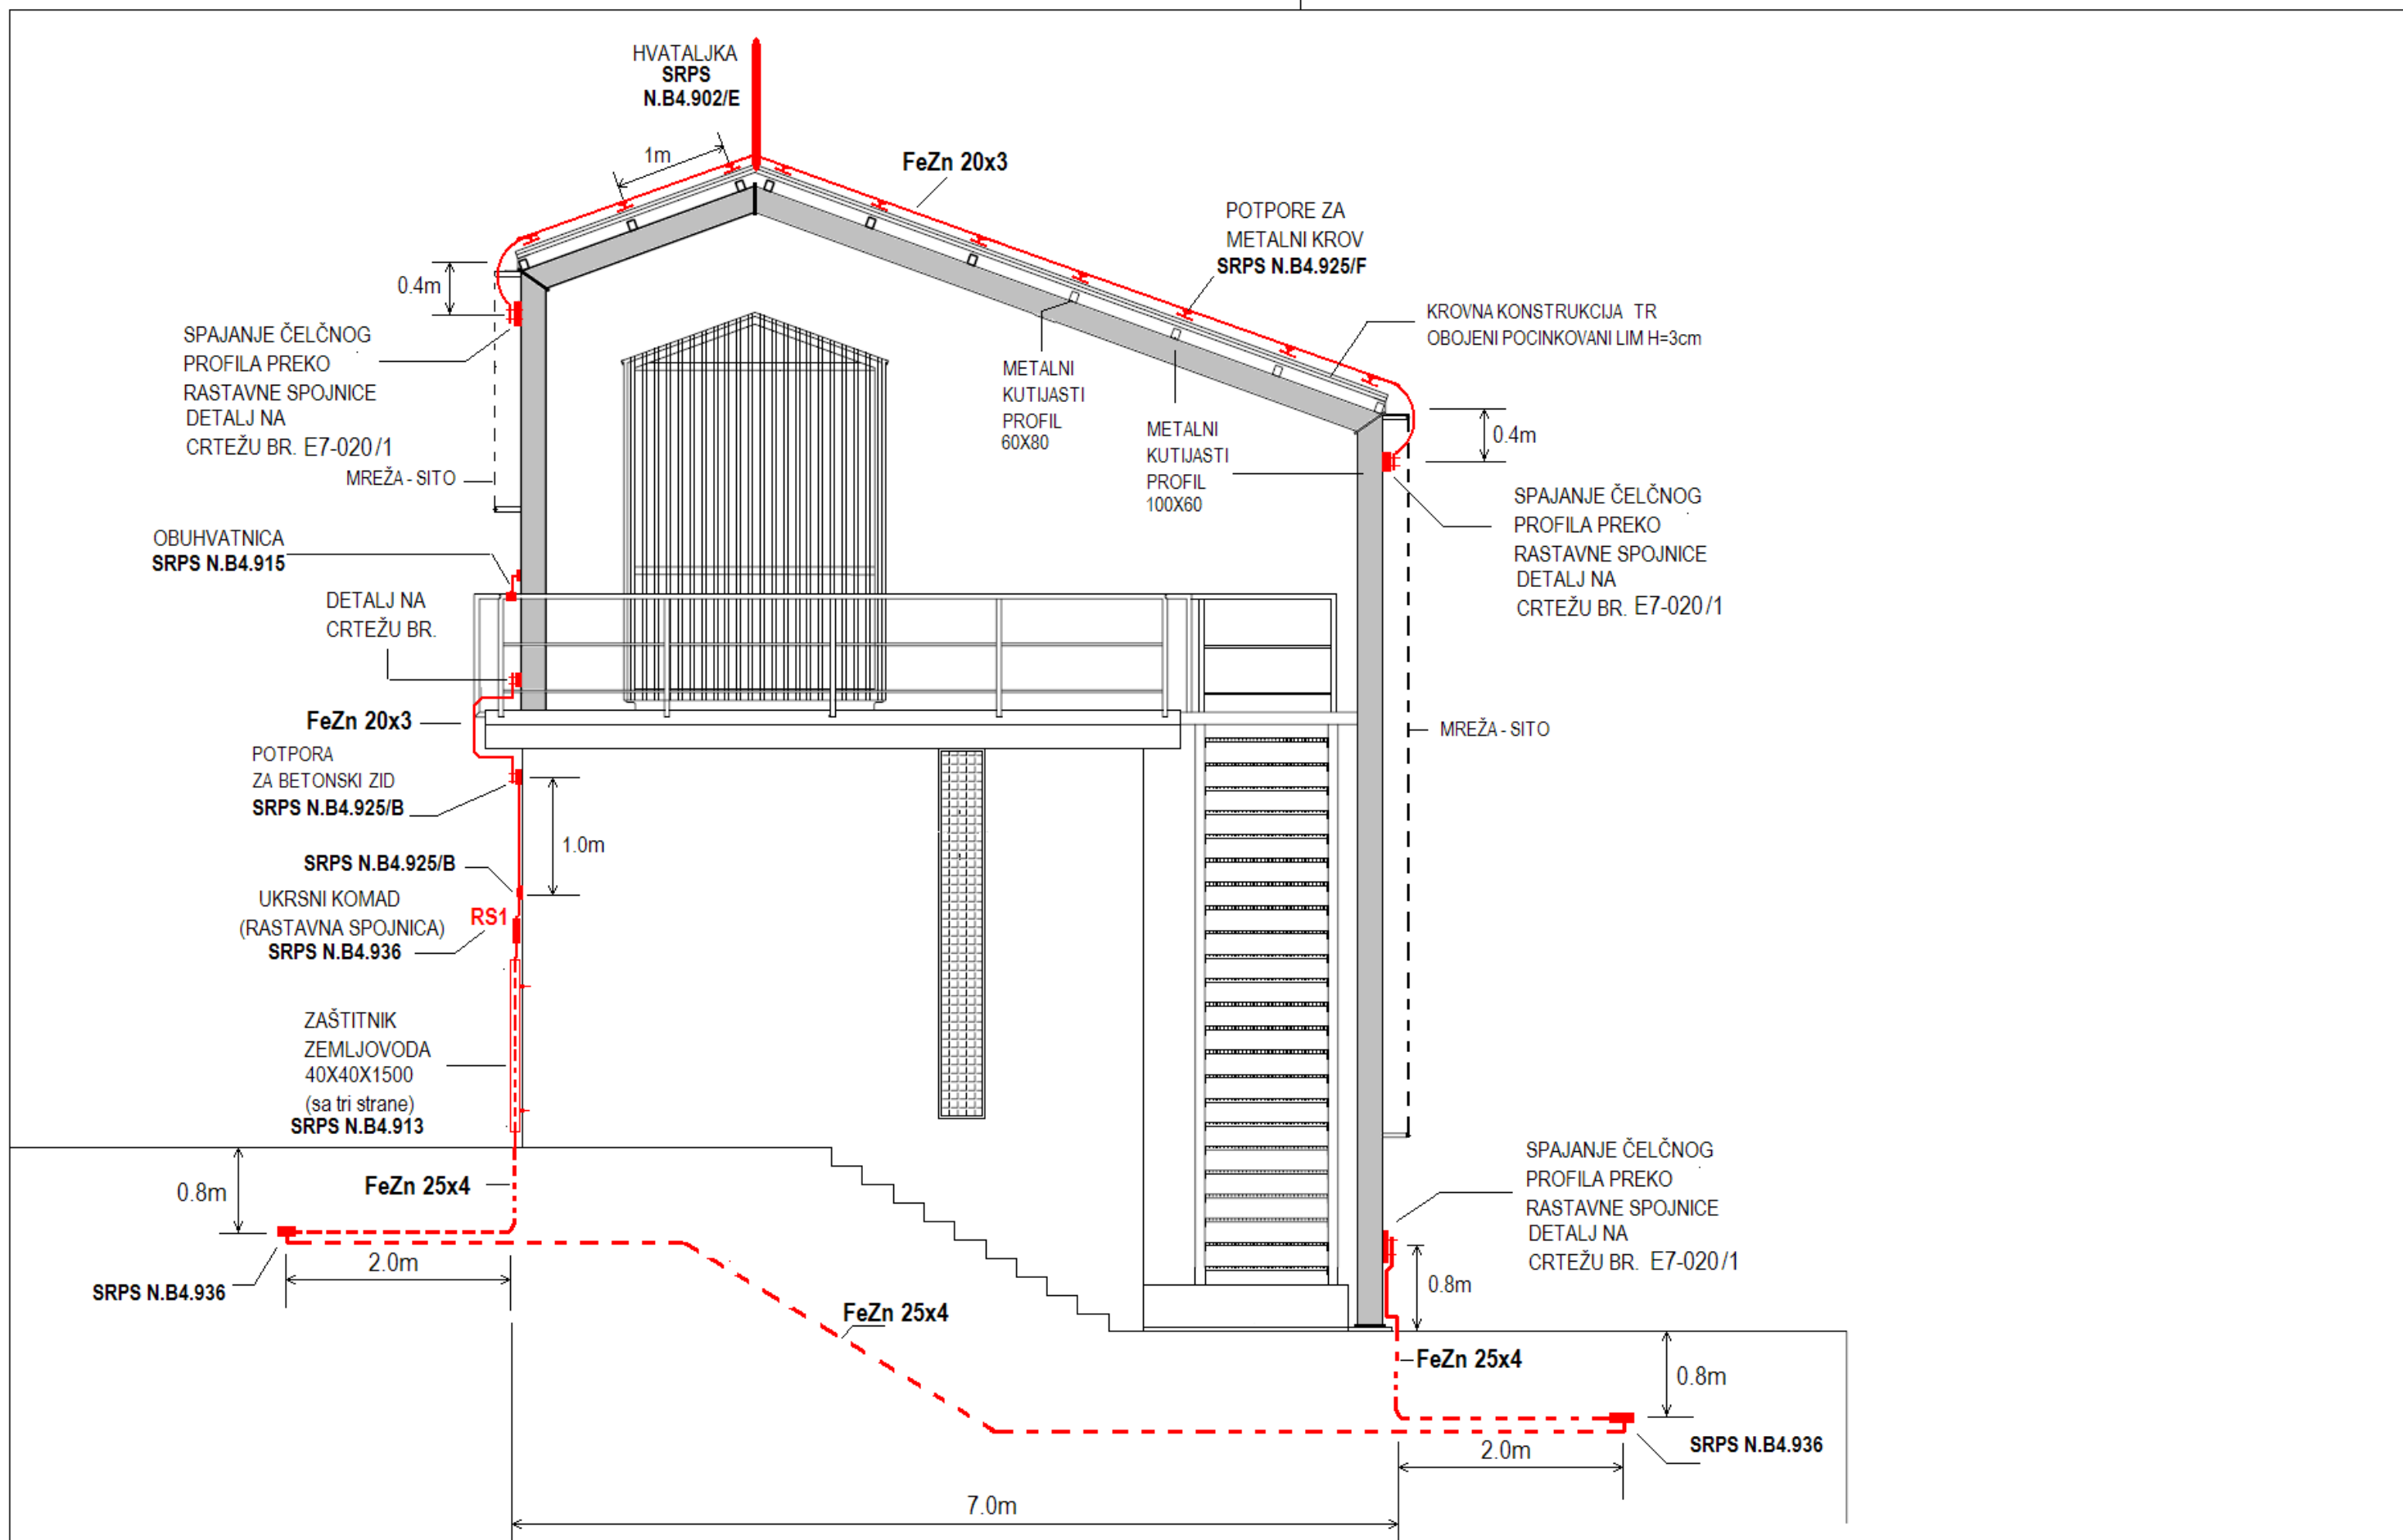 HVATALJKA
SRPS
N.B4.902/E
1m
FeZn 20x3
POTPORE ZA
METALNI KROV
SRPS N.B4.925/F
0.4m
KROVNA KONSTRUKCIJA TR
OBOJENI POCINKOVANI LIM H=3cm
SPAJANJE ČELČNOG
PROFILA PREKO
RASTAVNE SPOJNICE
DETALJ NA
CRTEŽU BR. E7-020/1
MREŽA - SITO
METALNI
KUTIJASTI
PROFIL
60X80
METALNI
KUTIJASTI
PROFIL
100X60
0.4m
SPAJANJE ČELČNOG
PROFILA PREKO
RASTAVNE SPOJNICE
DETALJ NA
CRTEŽU BR. E7-020/1
OBUHVATNICA
SRPS N.B4.915
DETALJ NA
CRTEŽU BR.
FeZn 20x3
MREŽA - SITO
POTPORA
ZA BETONSKI ZID
SRPS N.B4.925/B
1.0m
SRPS N.B4.925/B
UKRSNI KOMAD
(RASTAVNA SPOJNICA)
SRPS N.B4.936
RS1
ZAŠTITNIK
ZEMLJOVODA
40X40X1500
(sa tri strane)
SRPS N.B4.913
0.8m
FeZn 25x4
2.0m
SRPS N.B4.936
FeZn 25x4
SPAJANJE ČELČNOG
PROFILA PREKO
RASTAVNE SPOJNICE
DETALJ NA
CRTEŽU BR. E7-020/1
0.8m
FeZn 25x4
0.8m
2.0m
SRPS N.B4.936
7.0m